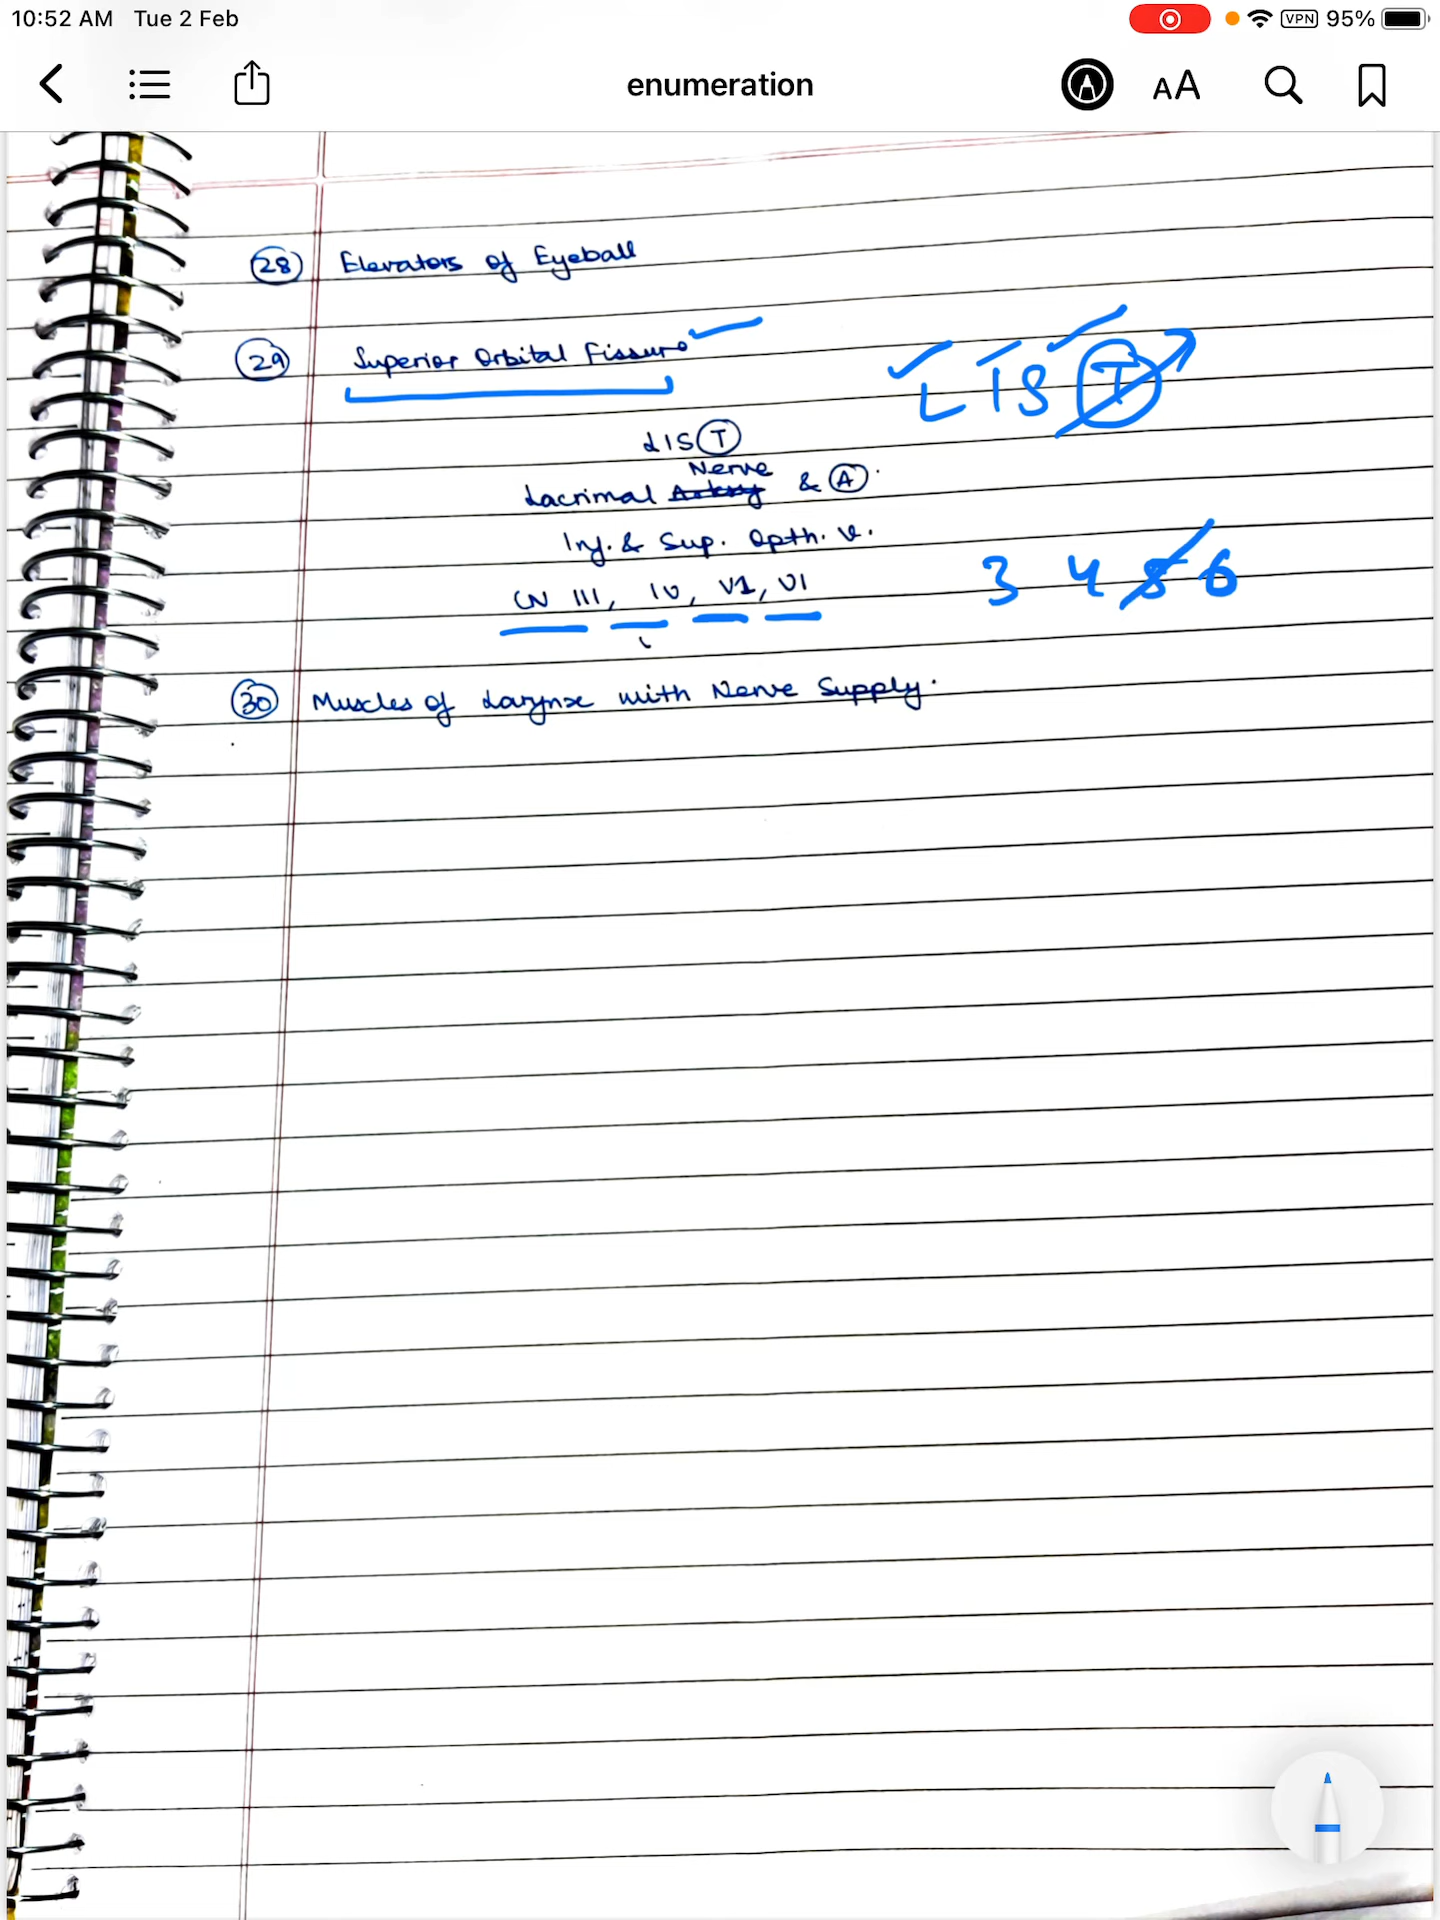 10:52 AM Tue 2 Feb
VPN 95%
enumeration
AA
28 Elevators of Eyeball
29 Superior Orbital Fissure
L I S T
LIS T
Nerve
Lacrimal Artery & A
Inf. & Sup. Opth. v.
CN III, IV, V1, VI
3 4 5 6
30 Muscles of Larynx with Nerve Supply.